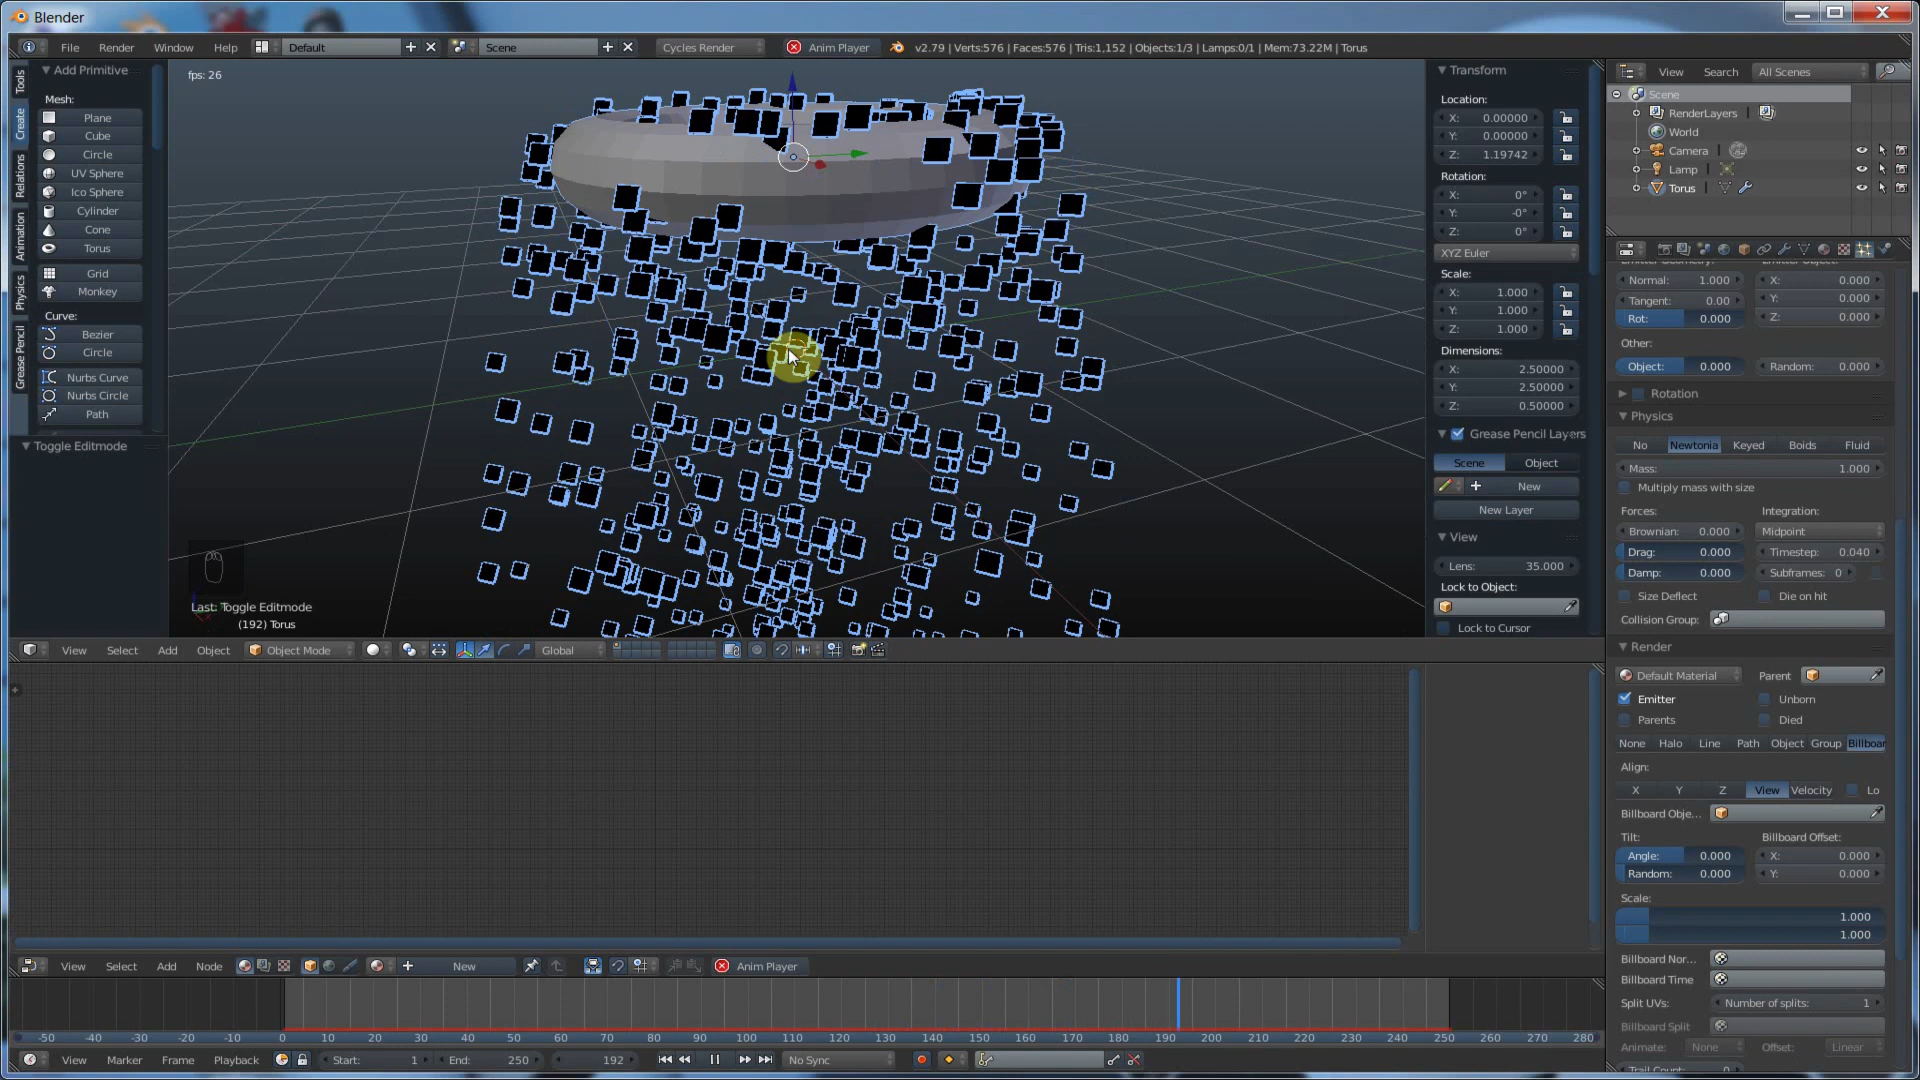 Blender
File Render Window Help Default Scene Cycles Render Anim Player v2.79 | Verts:576 | Faces:576 | Tris:1,152 | Objects:1/3 | Lamps:0/1 | Mem:73.22M | Torus
Tools
Create
Relations
Animation
Physics
Grease Pencil
Add Primitive
Mesh:
Plane
Cube
Circle
UV Sphere
Ico Sphere
Cylinder
Cone
Torus
Grid
Monkey
Curve:
Bezier
Circle
Nurbs Curve
Nurbs Circle
Path
Toggle Editmode
fps: 26
Last: Toggle Editmode
(192) Torus
View Select Add Object Object Mode Global
Transform
Location:
X: 0.00000
Y: 0.00000
Z: 1.19742
Rotation:
X: 0°
Y: -0°
Z: 0°
XYZ Euler
Scale:
X: 1.000
Y: 1.000
Z: 1.000
Dimensions:
X: 2.50000
Y: 2.50000
Z: 0.50000
Grease Pencil Layers
Scene Object
New
New Layer
View
Lens: 35.000
Lock to Object:
Lock to Cursor
View Search All Scenes
Scene
RenderLayers
World
Camera
Lamp
Torus
Normal: 1.000 X: 0.000
Tangent: 0.00 Y: 0.000
Rot: 0.000 Z: 0.000
Other:
Object: 0.000 Random: 0.000
Rotation
Physics
No Newtonia Keyed Boids Fluid
Mass: 1.000
Multiply mass with size
Forces: Integration:
Brownian: 0.000 Midpoint
Drag: 0.000 Timestep: 0.040
Damp: 0.000 Subframes: 0
Size Deflect Die on hit
Collision Group:
Render
Default Material Parent
Emitter Unborn
Parents Died
None Halo Line Path Object Group Billboar
Align:
X Y Z View Velocity Lo
Billboard Obje...
Tilt: Billboard Offset:
Angle: 0.000 X: 0.000
Random: 0.000 Y: 0.000
Scale:
1.000
1.000
Billboard Nor...
Billboard Time
Split UVs: Number of splits: 1
Billboard Split
Animate: None Offset: Linear
View Select Add Node New Anim Player
-50 -40 -30 -20 -10 0 10 20 30 40 50 60 70 80 90 100 110 120 130 140 150 160 170 180 190 200 210 220 230 240 250 260 270 280
View Marker Frame Playback Start: 1 End: 250 192 No Sync